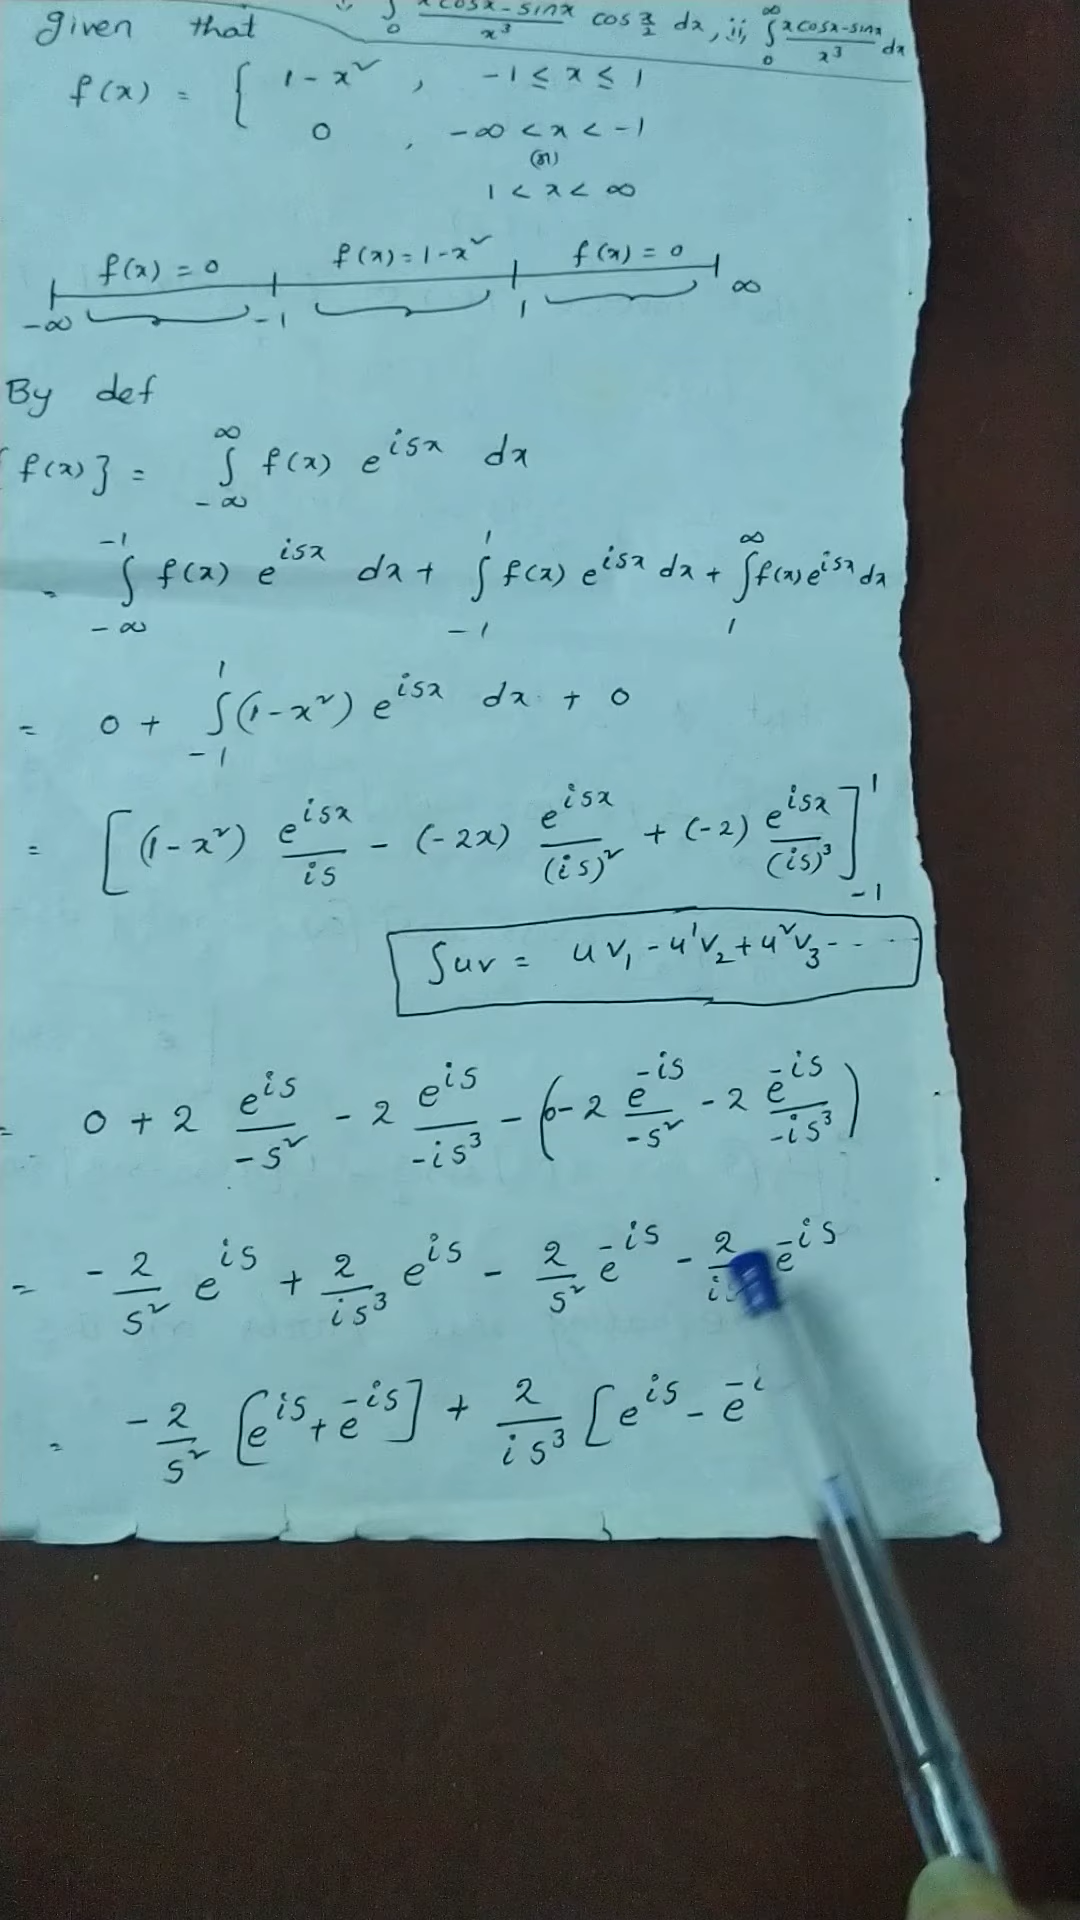 ∫₀ (x cosx - sinx)/x³ cos x/2 dx, ii, ∫₀^∞ (x cosx - sinx)/x³ dx
given that
f(x) = { 1 - x² , -1 ≤ x ≤ 1
0 , -∞ < x < -1
(or)
1 < x < ∞
f(x) = 0 f(x) = 1-x² f(x) = 0
-∞ -1 1 ∞
By def
f(x)} = ∫_{-∞}^{∞} f(x) e^{isx} dx
= ∫_{-∞}^{-1} f(x) e^{isx} dx + ∫_{-1}^{1} f(x) e^{isx} dx + ∫_{1}^{∞} f(x) e^{isx} dx
= 0 + ∫_{-1}^{1} (1-x²) e^{isx} dx + 0
= [(1-x²) e^{isx}/is - (-2x) e^{isx}/(is)² + (-2) e^{isx}/(is)³]_{-1}^{1}
∫uv = uv₁ - u'v₂ + u²v₃ - - -
= 0 + 2 e^{is}/-s² - 2 e^{is}/-is³ - (0 - 2 e^{-is}/-s² - 2 e^{-is}/-is³)
= -2/s² e^{is} + 2/is³ e^{is} - 2/s² e^{-is} - 2/i e^{-is}
= -2/s² [e^{is} + e^{-is}] + 2/is³ [e^{is} - e^{-i